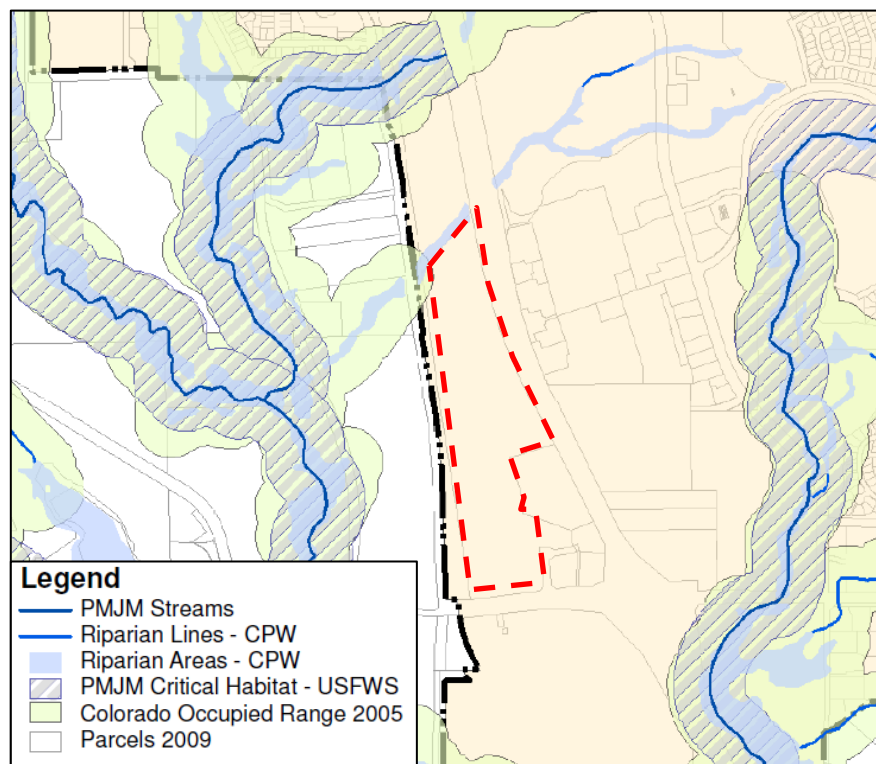 Legend
PMJM Streams
Riparian Lines - CPW
Riparian Areas - CPW
PMJM Critical Habitat - USFWS
Colorado Occupied Range 2005
Parcels 2009